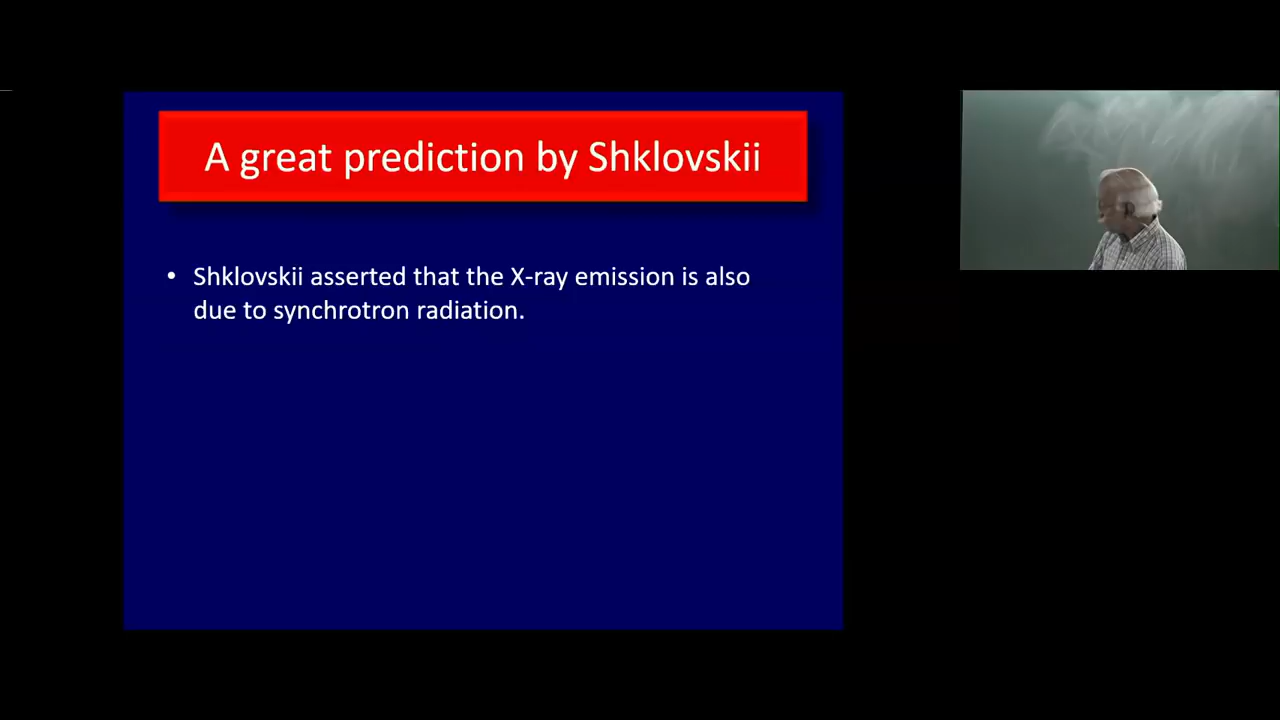 A great prediction by Shklovskii
• Shklovskii asserted that the X-ray emission is also
due to synchrotron radiation.